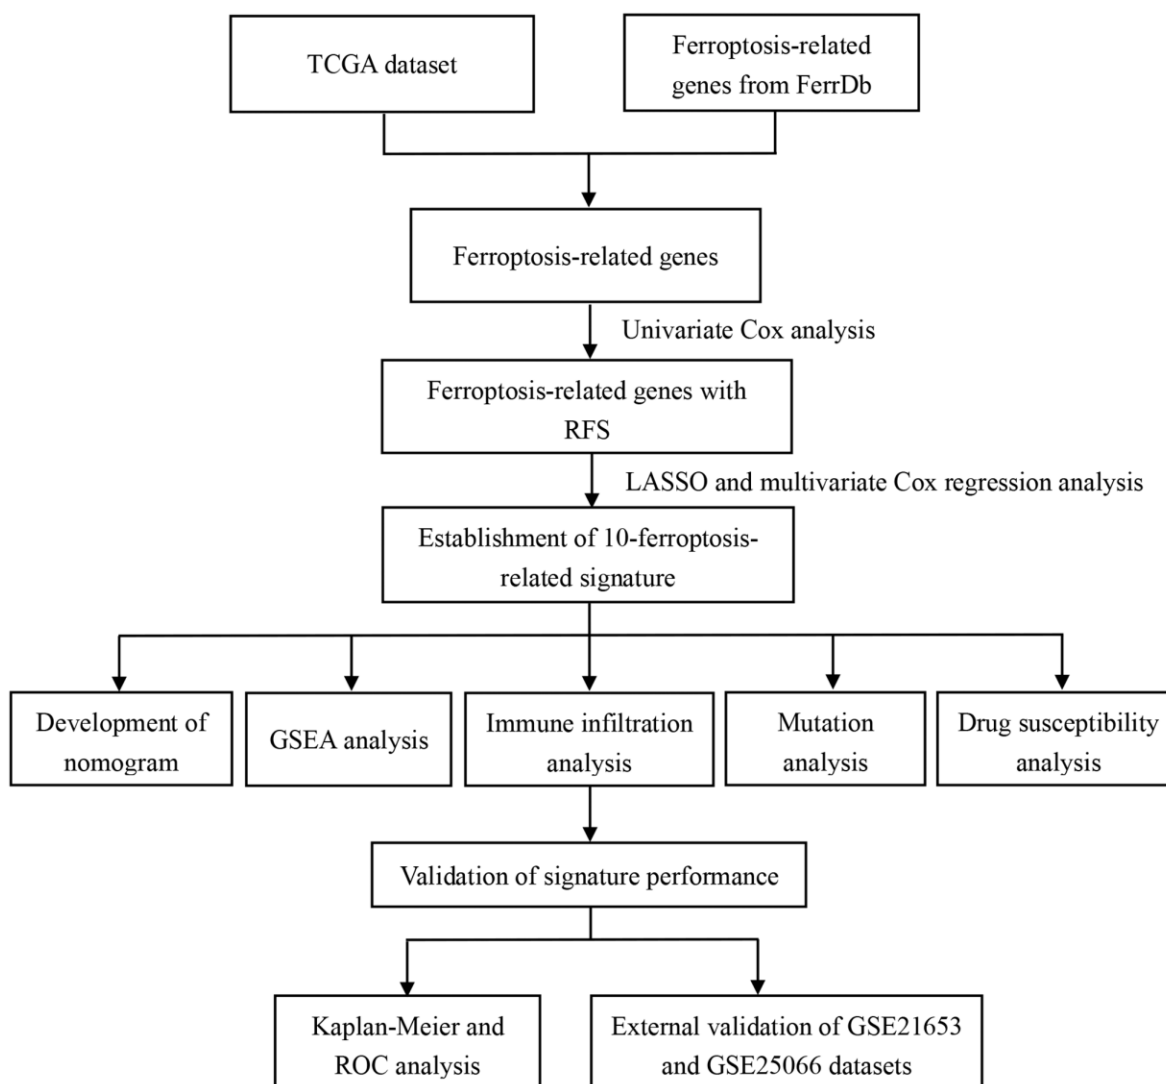 TCGA dataset
Ferroptosis-related
genes from FerrDb
Ferroptosis-related genes
Univariate Cox analysis
Ferroptosis-related genes with
RFS
LASSO and multivariate Cox regression analysis
Establishment of 10-ferroptosis-
related signature
Development of
nomogram
GSEA analysis
Immune infiltration
analysis
Mutation
analysis
Drug susceptibility
analysis
Validation of signature performance
Kaplan-Meier and
ROC analysis
External validation of GSE21653
and GSE25066 datasets